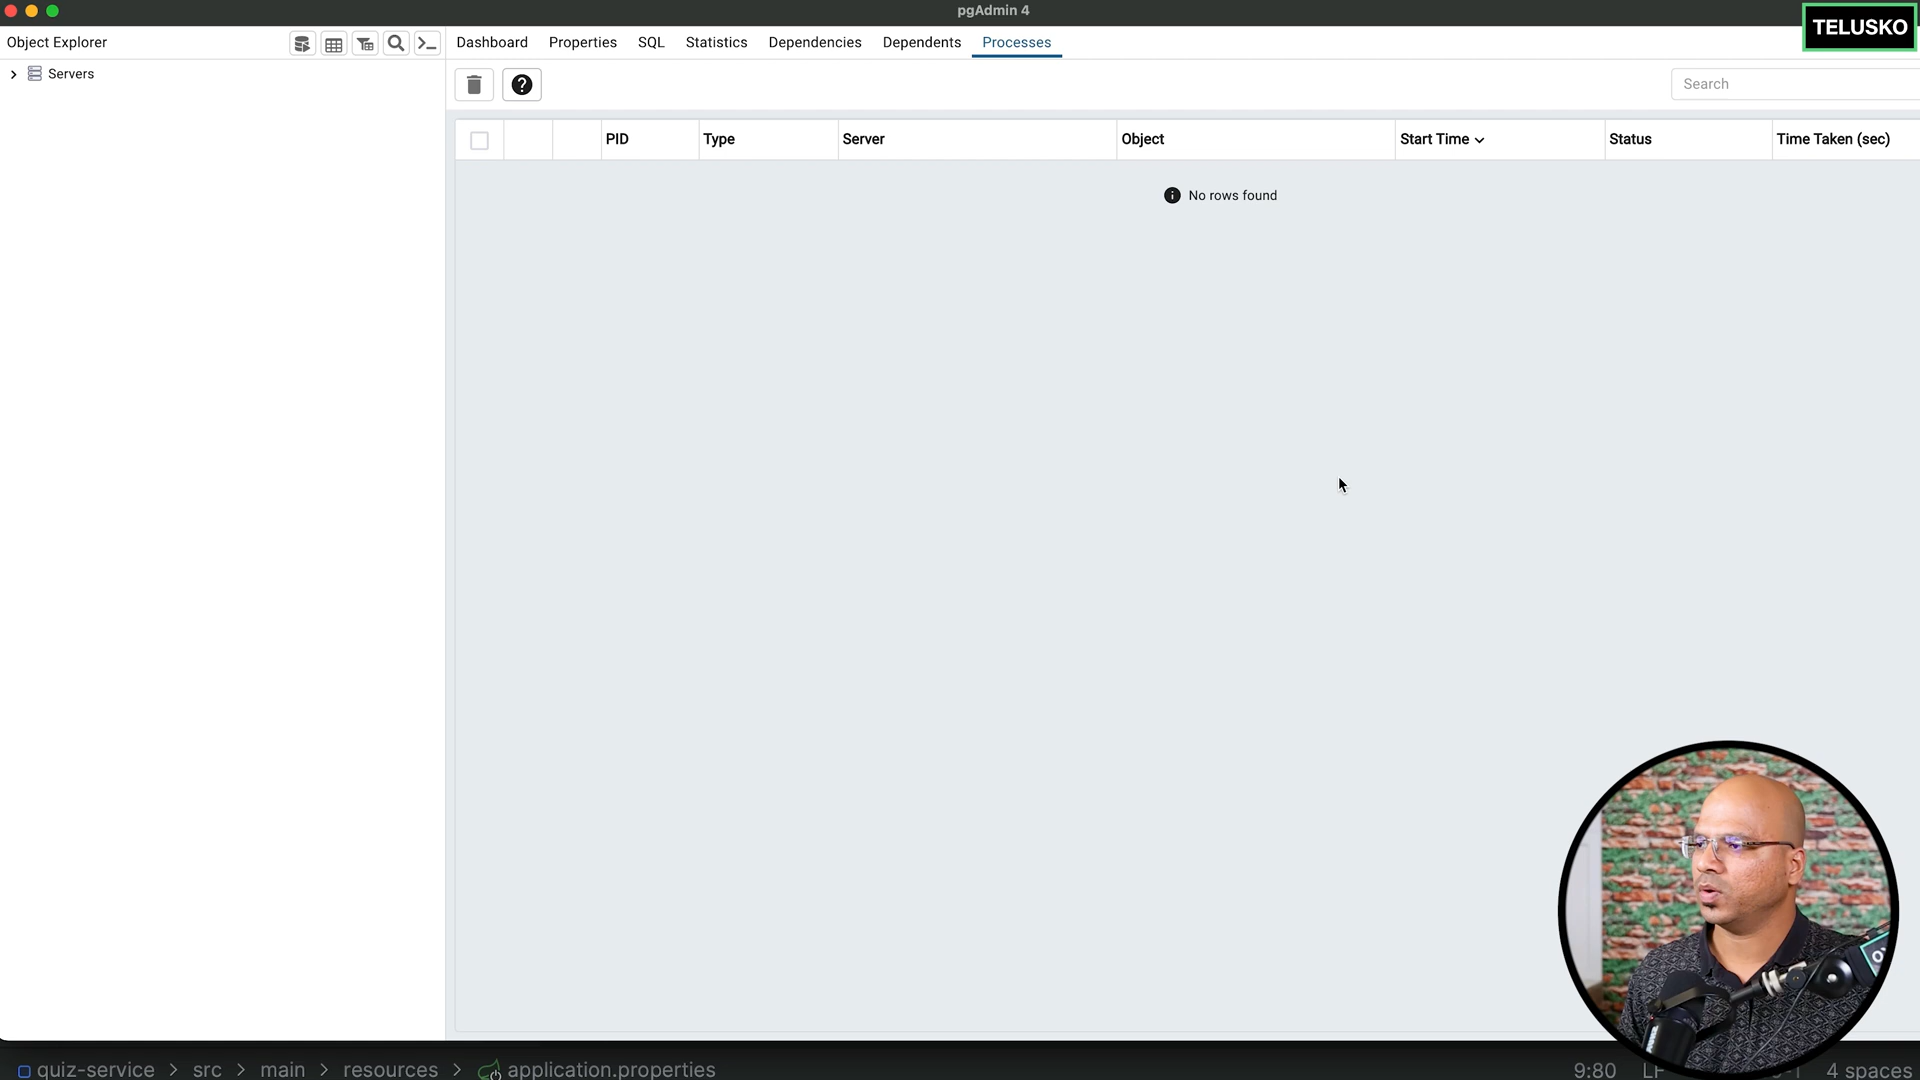 pgAdmin 4
TELUSKO
Object Explorer
Dashboard Properties SQL Statistics Dependencies Dependents Processes
Servers
Search
PID Type Server Object Start Time Status Time Taken (sec)
No rows found
quiz-service > src > main > resources > application.properties
9:80 LF 4 spaces